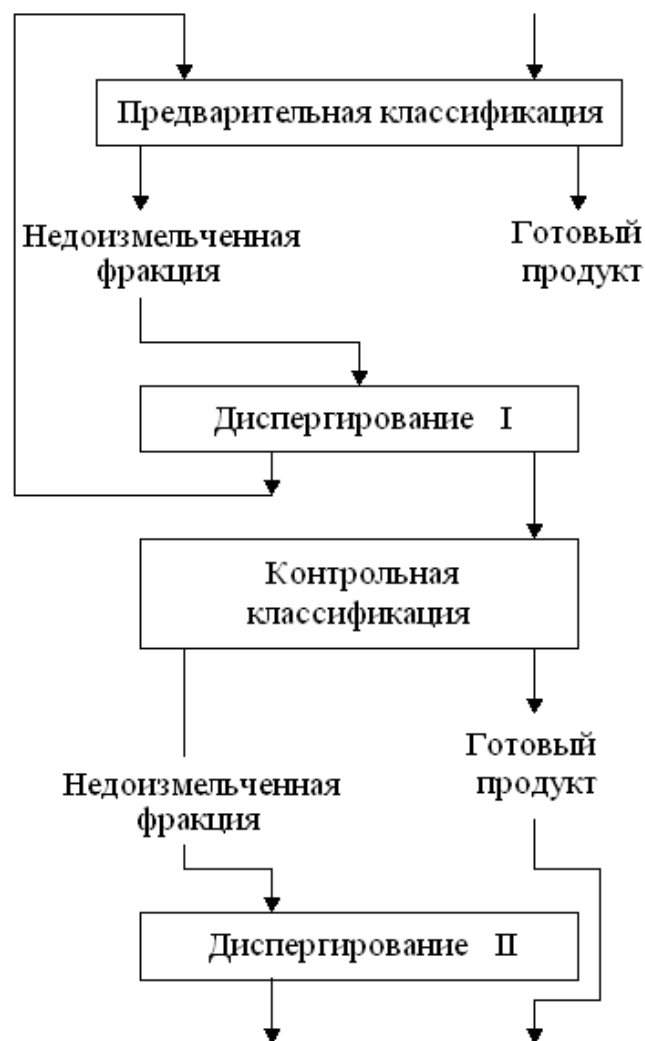 Предварительная классификация
Недоизмельченная
фракция
Готовый
продукт
Диспергирование I
Контрольная
классификация
Готовый
продукт
Недоизмельченная
фракция
Диспергирование II